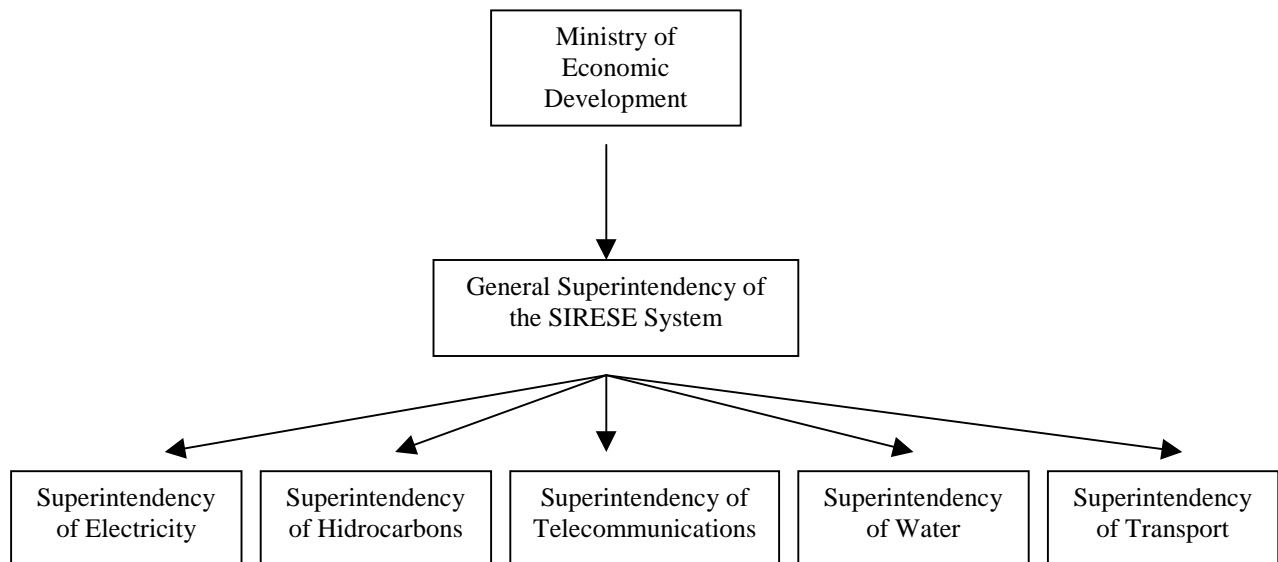 Ministry of
Economic
Development
General Superintendency of
the SIRESE System
Superintendency
of Electricity
Superintendency
of Hidrocarbons
Superintendency of
Telecommunications
Superintendency
of Water
Superintendency
of Transport